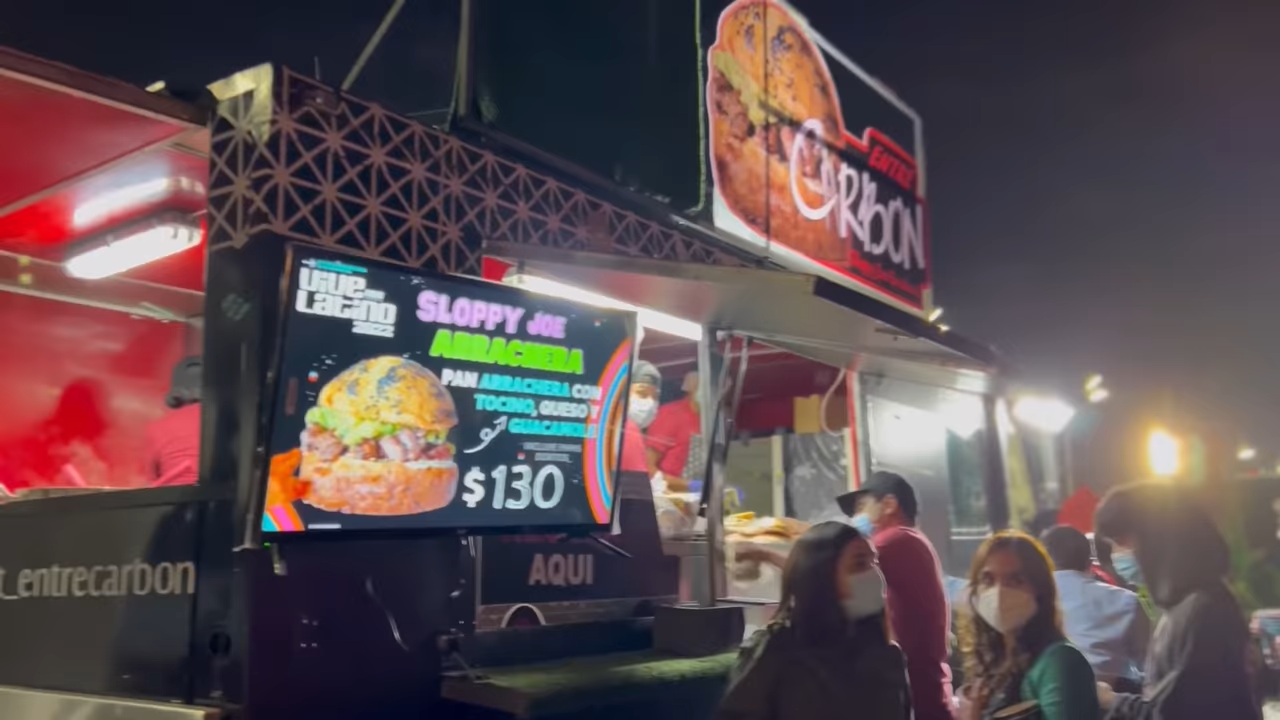 ENTRE
CARBON
Vive
Latino
2022
SLOPPY JOE
ARRACHERA
PAN ARRACHERA CON
TOCINO, QUESO Y
GUACAMOLE
$130
AQUI
t_entrecarbon